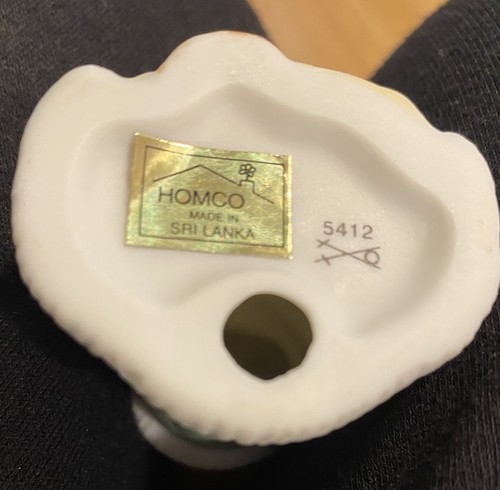 HOMCO
MADE IN
SRI LANKA
5412